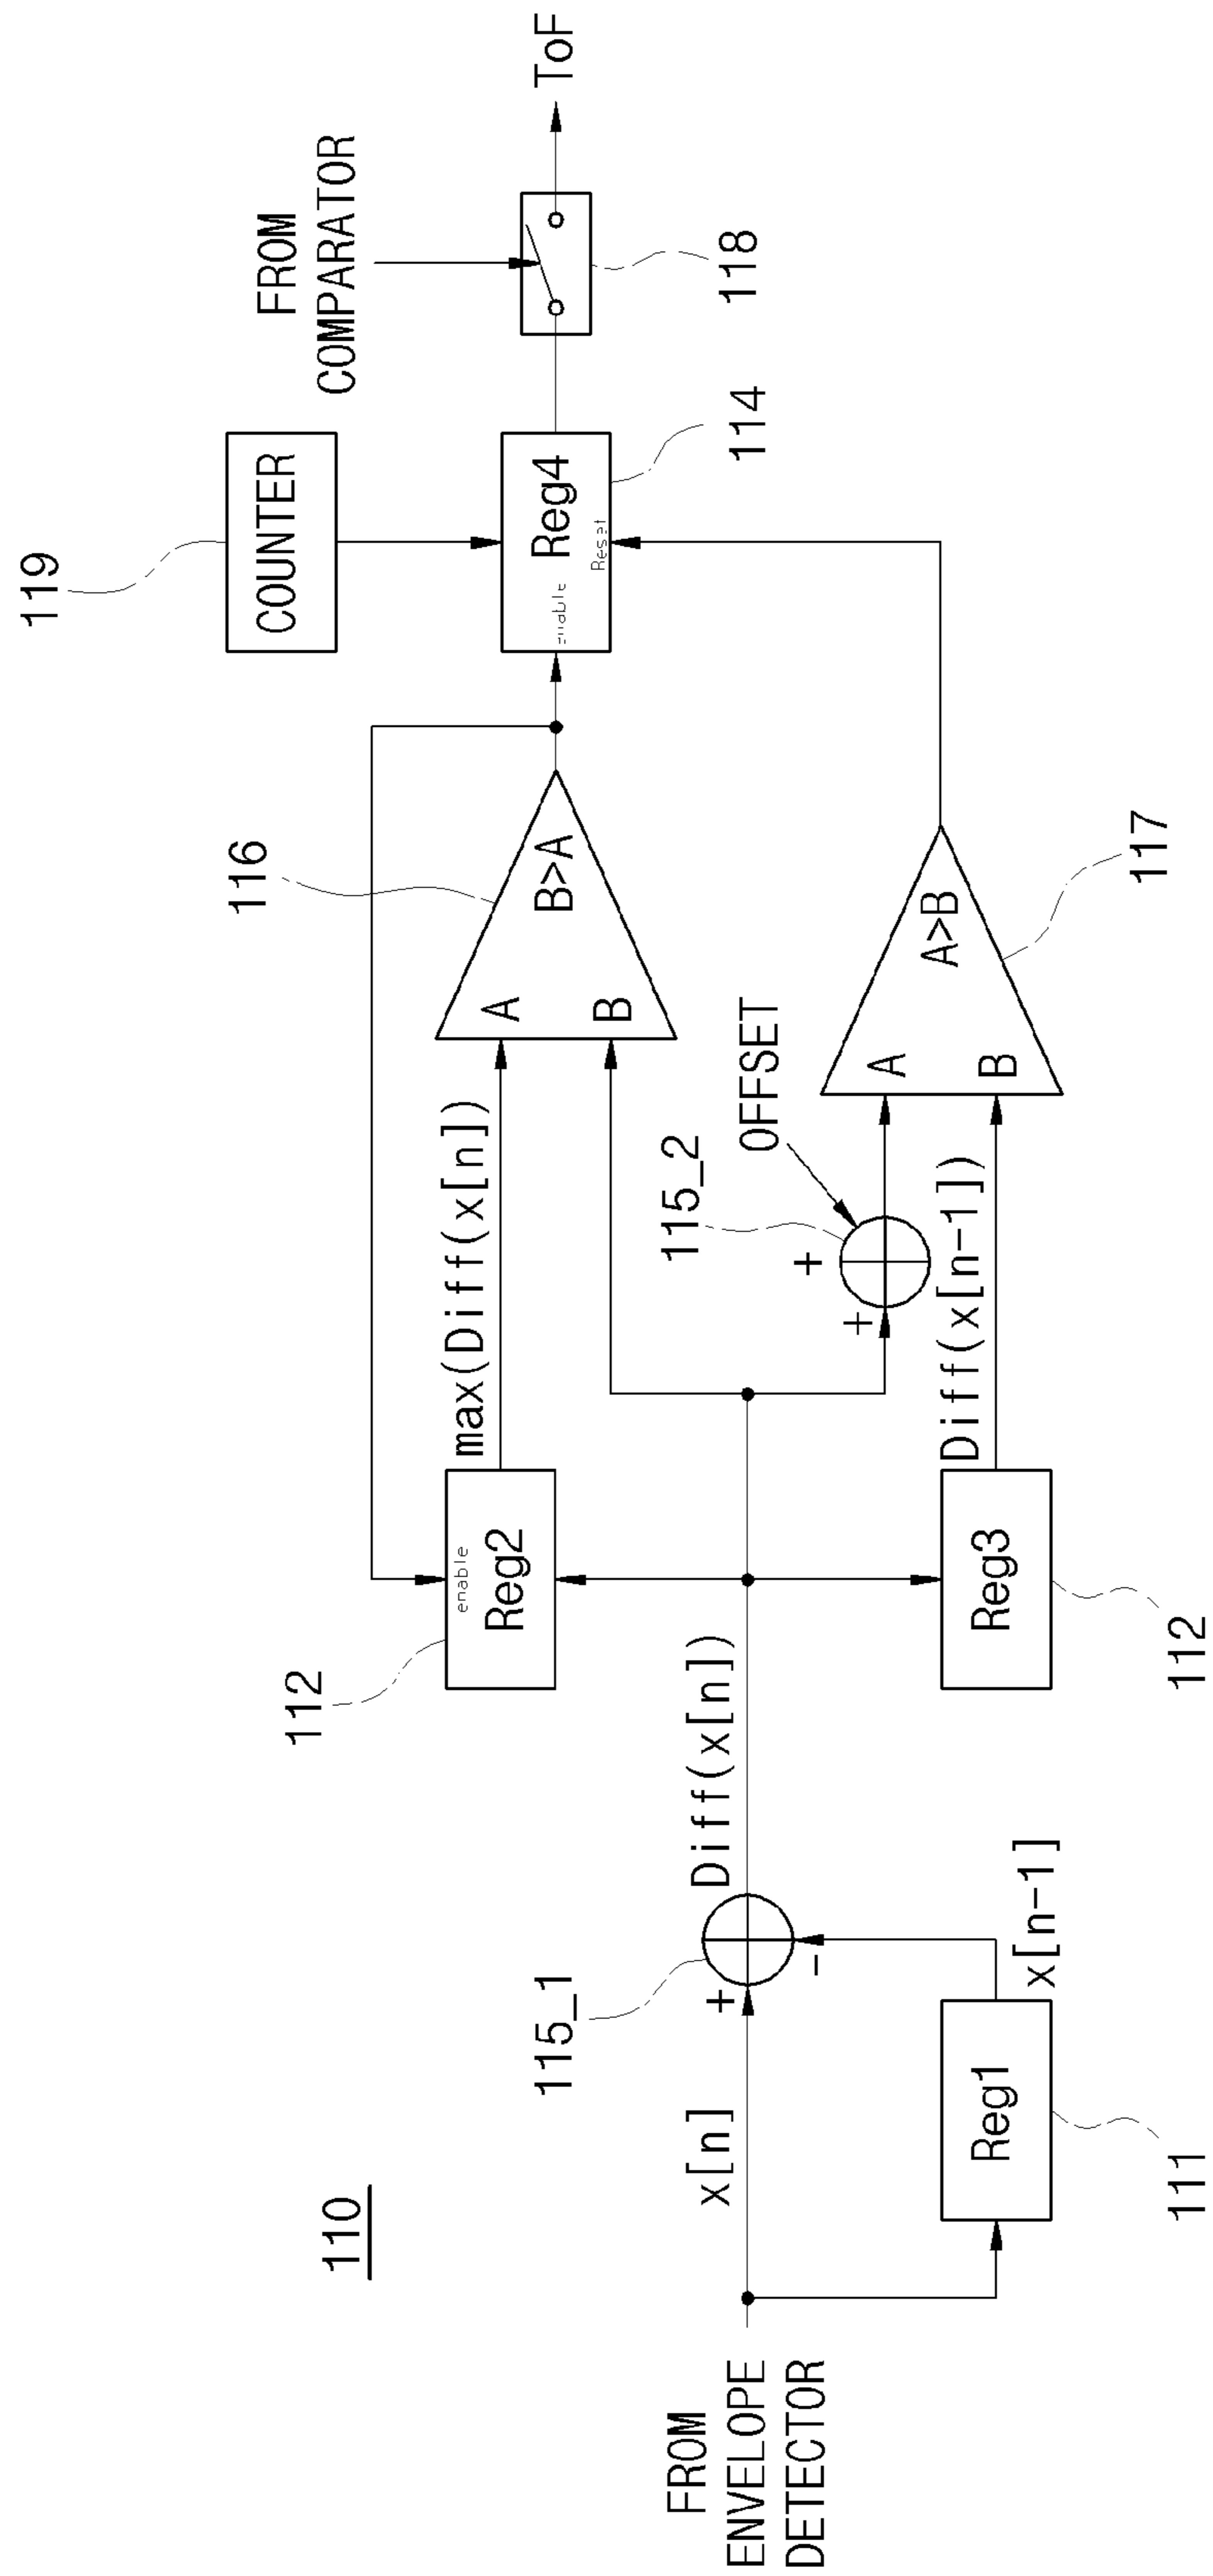 110
FROM
ENVELOPE
DETECTOR
x[n]
+
-
115_1
Reg1
x[n-1]
111
Diff(x[n])
112
enable
Reg2
max(Diff(x[n])
Reg3
112
Diff(x[n-1])
115_2
OFFSET
+
+
116
A
B
B>A
A
B
A>B
117
119
COUNTER
enable
Reg4
Reset
114
FROM
COMPARATOR
118
ToF